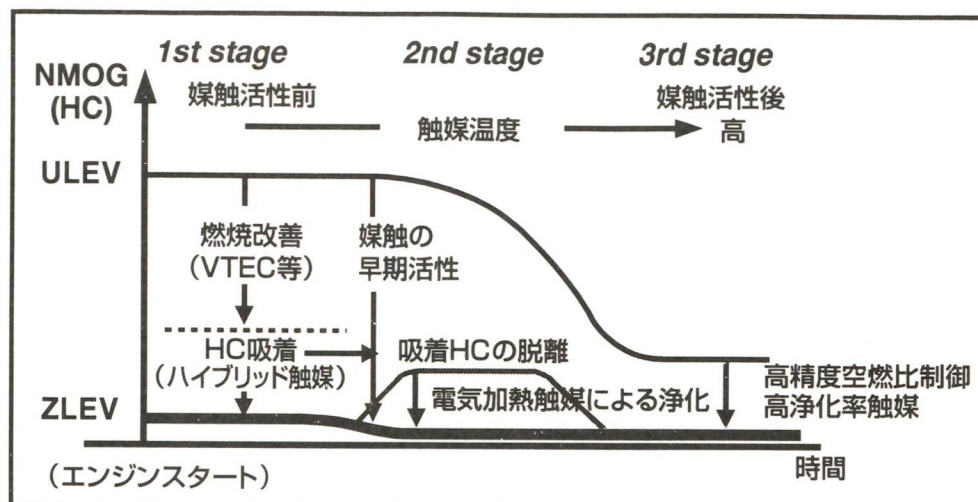 1st stage
2nd stage
3rd stage
NMOG
(HC)
媒触活性前
触媒温度
媒触活性後
高
ULEV
燃焼改善
(VTEC等)
媒触の
早期活性
HC吸着
(ハイブリッド触媒)
吸着HCの脱離
電気加熱触媒による浄化
高精度空燃比制御
高浄化率触媒
ZLEV
時間
(エンジンスタート)